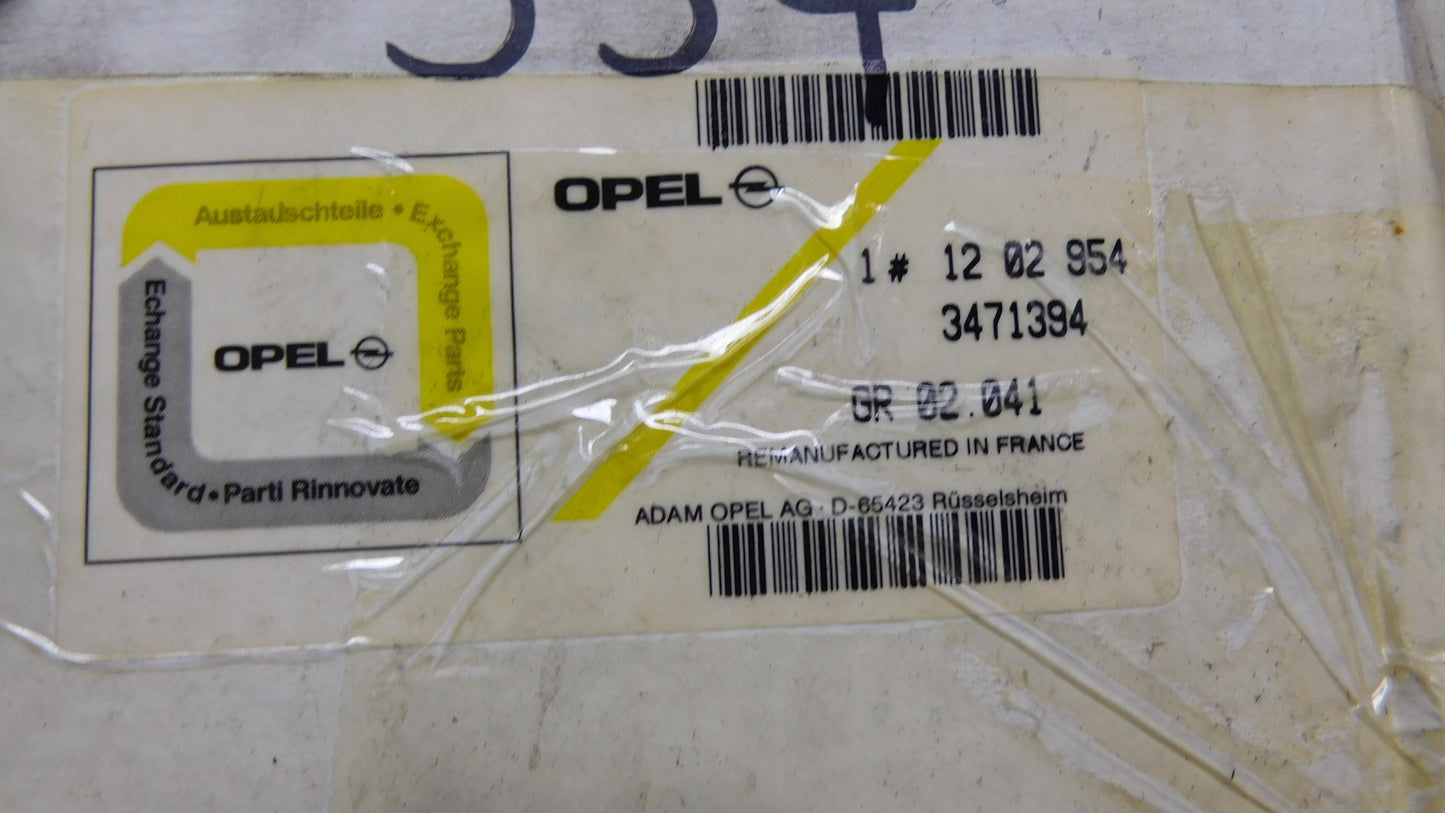 Austauschteile • Exchange Parts
Echange Standard • Parti Rinnovate
OPEL
OPEL
1 # 12 02 954
3471394
GR 02.041
REMANUFACTURED IN FRANCE
ADAM OPEL AG · D-65423 Rüsselsheim